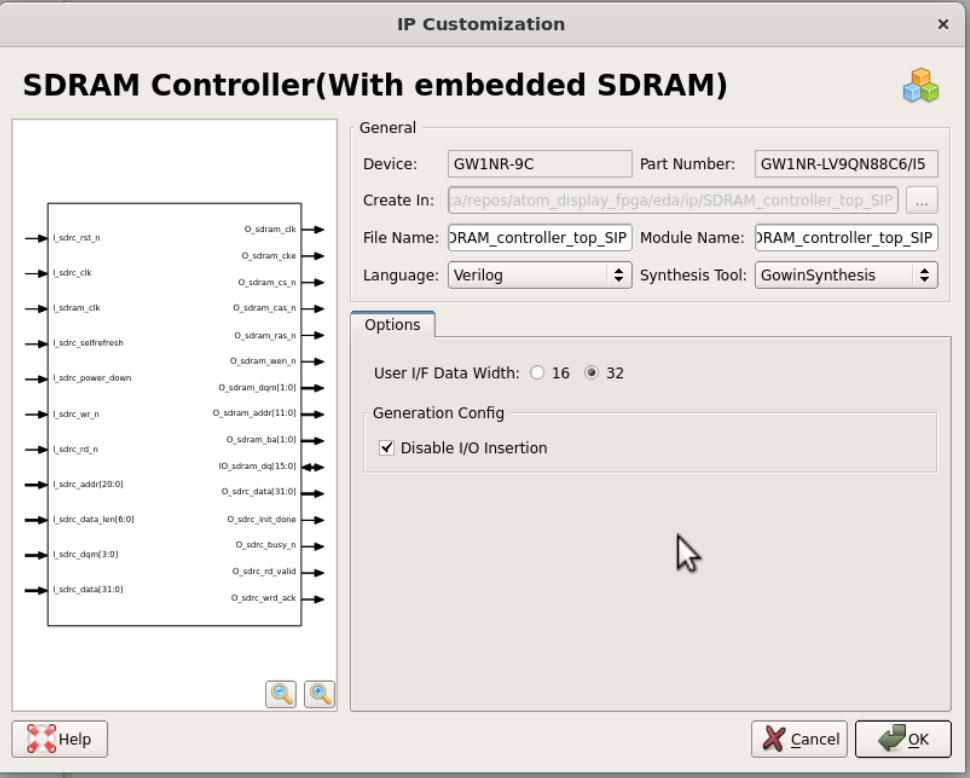 IP Customization
SDRAM Controller(With embedded SDRAM)
I_sdrc_rst_n
I_sdrc_clk
I_sdram_clk
I_sdrc_selfrefresh
I_sdrc_power_down
I_sdrc_wr_n
I_sdrc_rd_n
I_sdrc_addr[20:0]
I_sdrc_data_len[6:0]
I_sdrc_dqm[3:0]
I_sdrc_data[31:0]
O_sdram_clk
O_sdram_cke
O_sdram_cs_n
O_sdram_cas_n
O_sdram_ras_n
O_sdram_wen_n
O_sdram_dqm[1:0]
O_sdram_addr[11:0]
O_sdram_ba[1:0]
IO_sdram_dq[15:0]
O_sdrc_data[31:0]
O_sdrc_init_done
O_sdrc_busy_n
O_sdrc_rd_valid
O_sdrc_wrd_ack
General
Device: GW1NR-9C Part Number: GW1NR-LV9QN88C6/I5
Create In: :a/repos/atom_display_fpga/eda/ip/SDRAM_controller_top_SIP ...
File Name: DRAM_controller_top_SIP Module Name: DRAM_controller_top_SIP
Language: Verilog Synthesis Tool: GowinSynthesis
Options
User I/F Data Width: 16 32
Generation Config
Disable I/O Insertion
Help Cancel OK